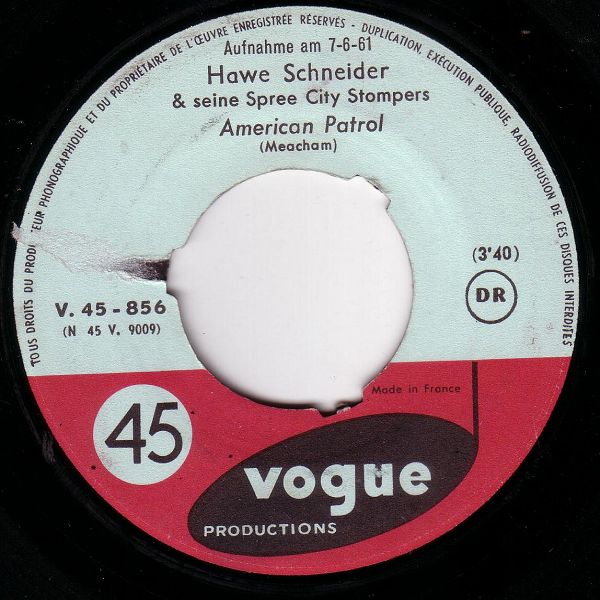 TOUS DROITS DU PRODUCTEUR PHONOGRAPHIQUE ET DU PROPRIÉTAIRE DE L'ŒUVRE ENREGISTRÉE RÉSERVÉS - DUPLICATION, EXÉCUTION PUBLIQUE, RADIODIFFUSION DE CES DISQUES INTERDITES
Aufnahme am 7-6-61
Hawe Schneider
& seine Spree City Stompers
American Patrol
(Meacham)
(3'40)
DR
V. 45 - 856
(N 45 V. 9009)
Made in France
45
vogue
PRODUCTIONS